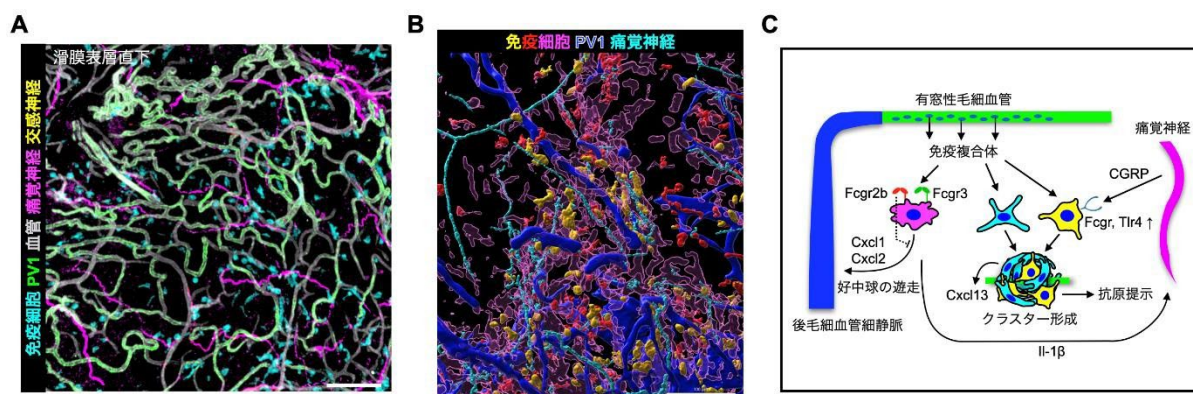 A
滑膜表層直下
免疫細胞 PV1 血管 痛覚神経 交感神経
B
免疫細胞 PV1 痛覚神経
C
有窓性毛細血管
痛覚神経
免疫複合体
CGRP
Fcgr2b
Fcgr3
Fcgr, Tlr4 ↑
Cxcl1
Cxcl2
好中球の遊走
Cxcl13
抗原提示
クラスター形成
後毛細血管細静脈
Il-1β